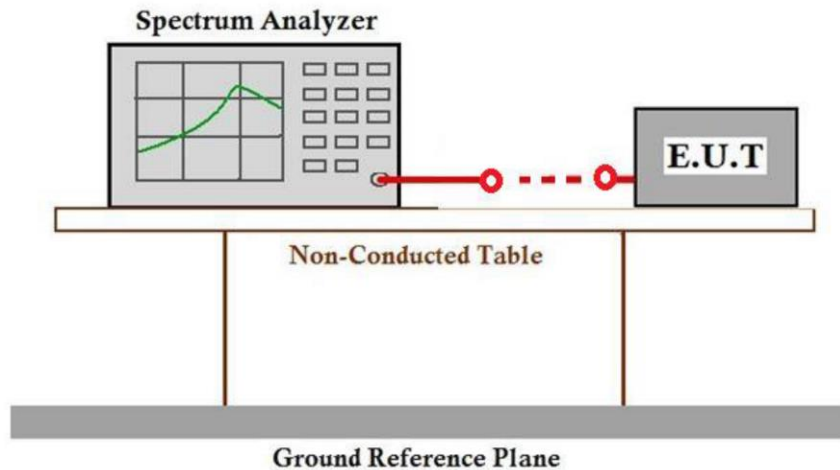 Spectrum Analyzer
E.U.T
Non-Conducted Table
Ground Reference Plane